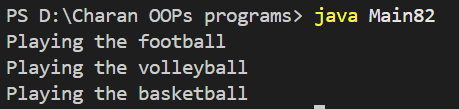 PS D:\Charan OOPs programs> java Main82
Playing the football
Playing the volleyball
Playing the basketball